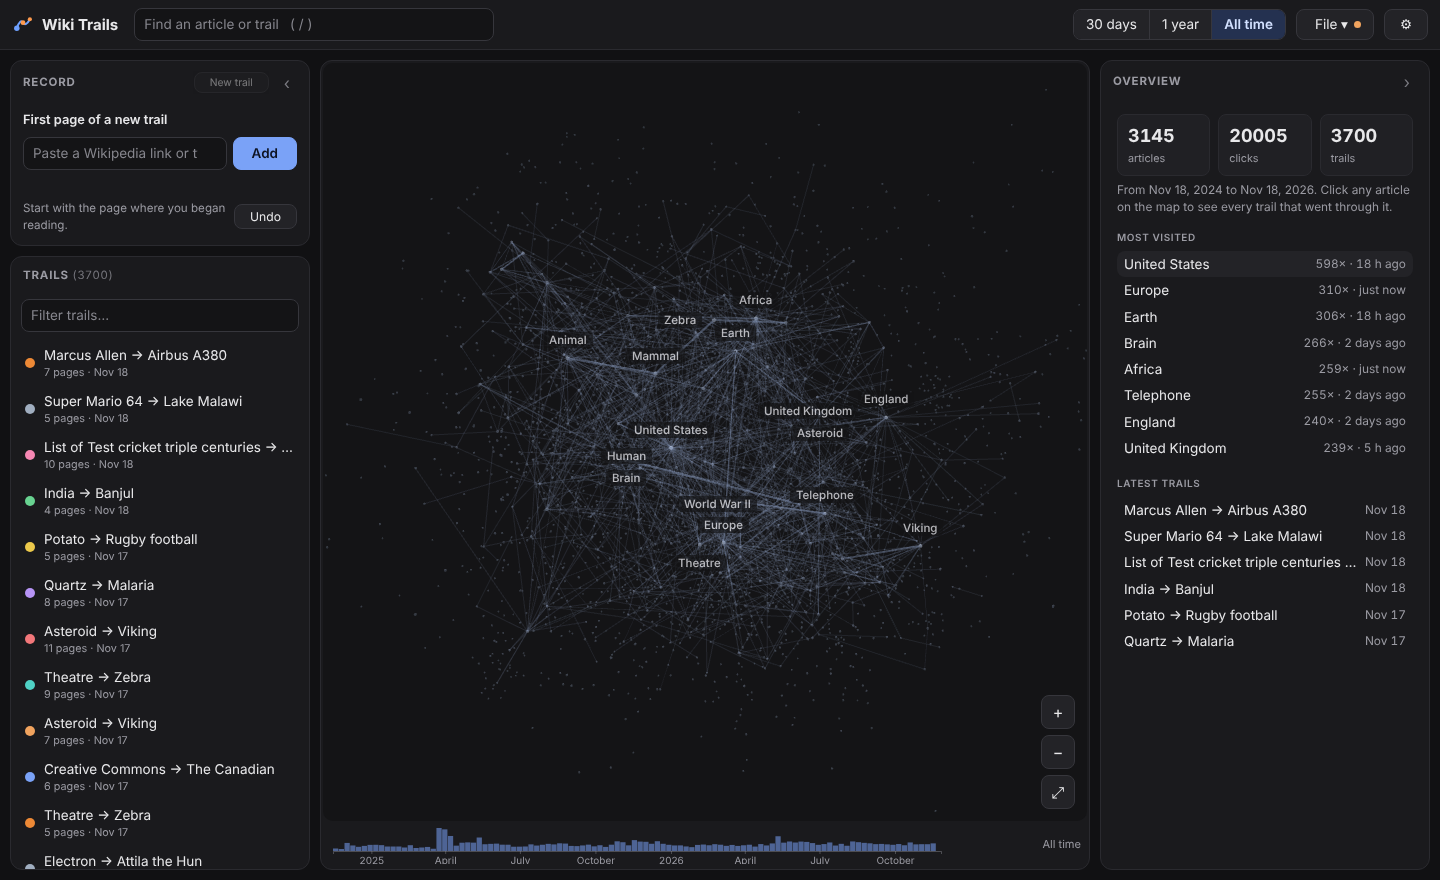 Wiki Trails
Find an article or trail ( / )
30 days
1 year
All time
File ▾
RECORD
New trail
First page of a new trail
Paste a Wikipedia link or t
Add
Start with the page where you began
reading.
Undo
TRAILS (3700)
Filter trails...
Marcus Allen → Airbus A380
7 pages · Nov 18
Super Mario 64 → Lake Malawi
5 pages · Nov 18
List of Test cricket triple centuries → ...
10 pages · Nov 18
India → Banjul
4 pages · Nov 18
Potato → Rugby football
5 pages · Nov 17
Quartz → Malaria
8 pages · Nov 17
Asteroid → Viking
11 pages · Nov 17
Theatre → Zebra
9 pages · Nov 17
Asteroid → Viking
7 pages · Nov 17
Creative Commons → The Canadian
6 pages · Nov 17
Theatre → Zebra
5 pages · Nov 17
Electron → Attila the Hun
Africa
Zebra
Earth
Animal
Mammal
England
United Kingdom
United States
Asteroid
Human
Brain
Telephone
World War II
Europe
Viking
Theatre
+
−
2025
April
July
October
2026
April
July
October
All time
OVERVIEW
3145
articles
20005
clicks
3700
trails
From Nov 18, 2024 to Nov 18, 2026. Click any article
on the map to see every trail that went through it.
MOST VISITED
United States 598× · 18 h ago
Europe 310× · just now
Earth 306× · 18 h ago
Brain 266× · 2 days ago
Africa 259× · just now
Telephone 255× · 2 days ago
England 240× · 2 days ago
United Kingdom 239× · 5 h ago
LATEST TRAILS
Marcus Allen → Airbus A380 Nov 18
Super Mario 64 → Lake Malawi Nov 18
List of Test cricket triple centuries ... Nov 18
India → Banjul Nov 18
Potato → Rugby football Nov 17
Quartz → Malaria Nov 17